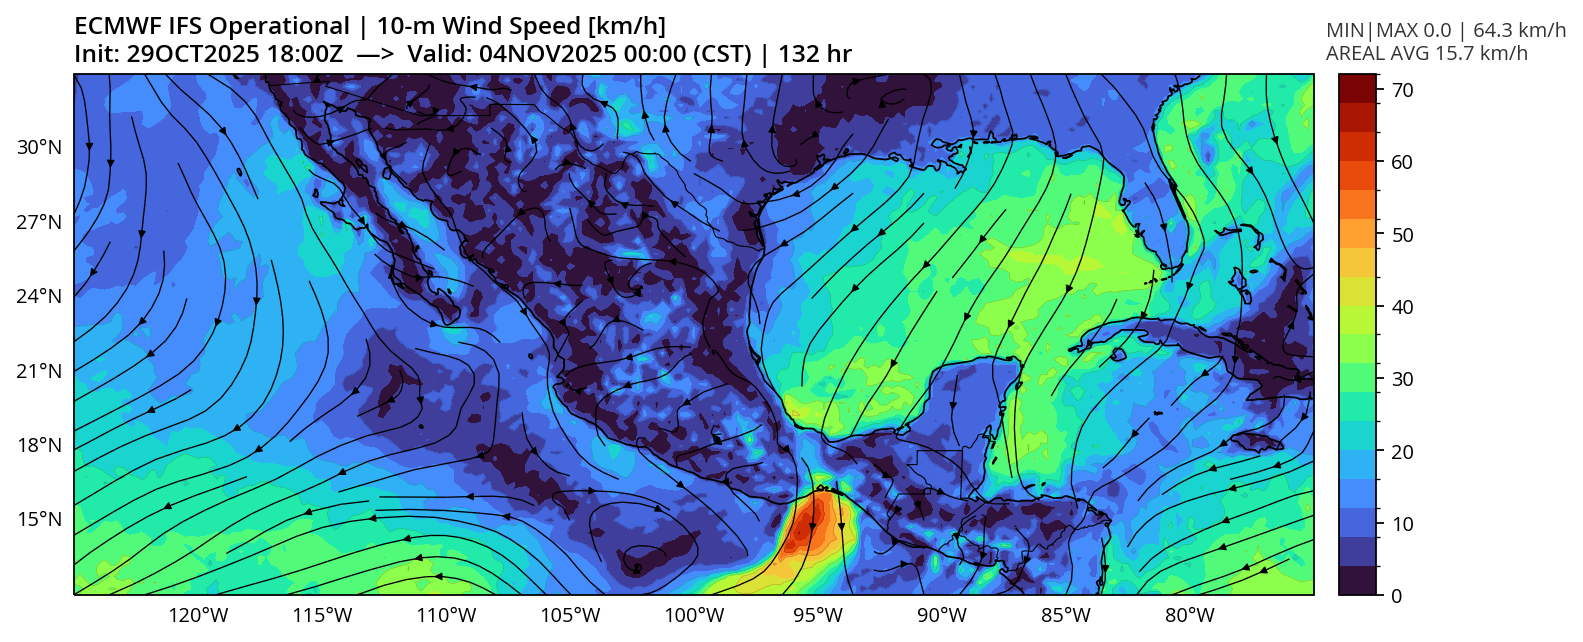 ECMWF IFS Operational | 10-m Wind Speed [km/h]
Init: 29OCT2025 18:00Z —> Valid: 04NOV2025 00:00 (CST) | 132 hr
MIN|MAX 0.0 | 64.3 km/h
AREAL AVG 15.7 km/h
30°N
27°N
24°N
21°N
18°N
15°N
120°W
115°W
110°W
105°W
100°W
95°W
90°W
85°W
80°W
70
60
50
40
30
20
10
0